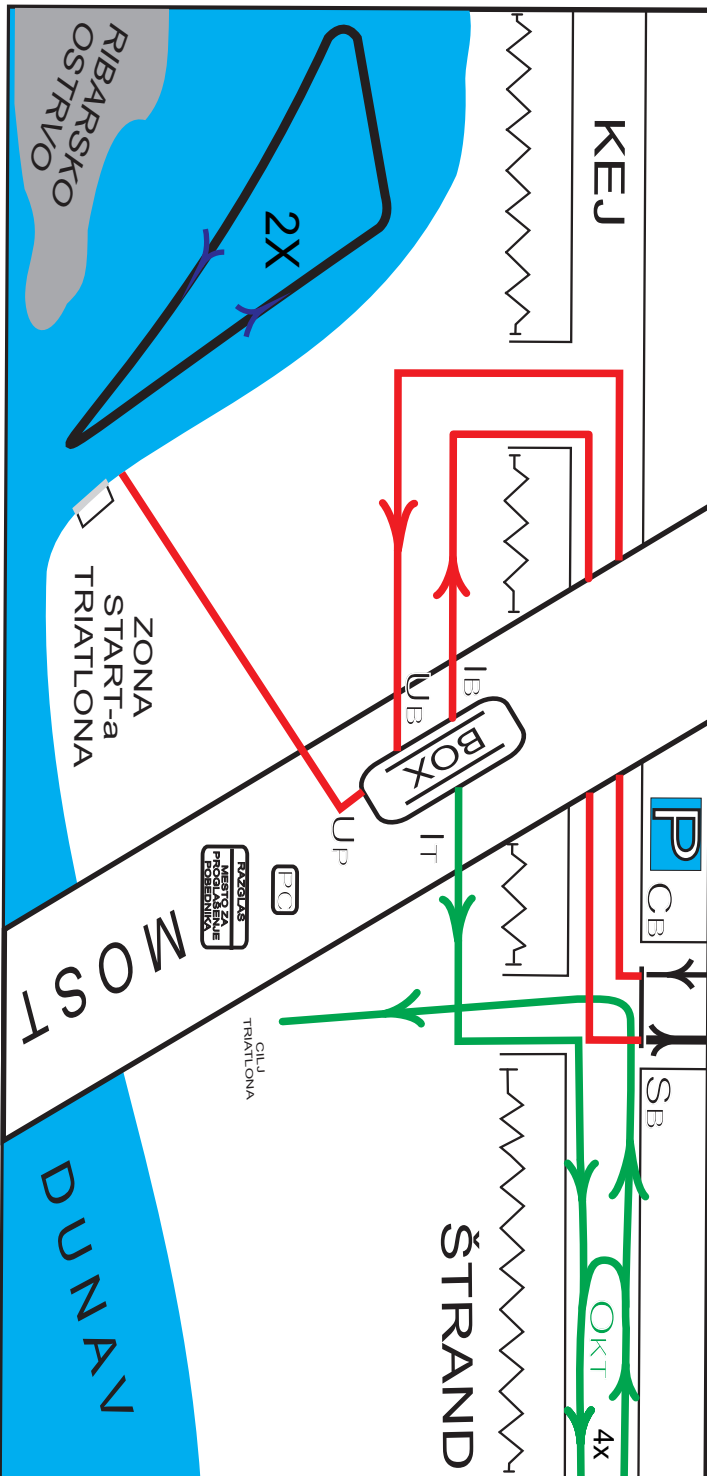 KEJ
RIBARSKO
OSTRVO
2X
ZONA
START-a
TRIATLONA
IB
UB
BOX
UP
IT
P
CB
SB
PC
RAZGLAS
MESTO ZA
PROGLAŠENJE
POBEDNIKA
MOST
CILJ
TRIATLONA
DUNAV
ŠTRAND
OKT
4x